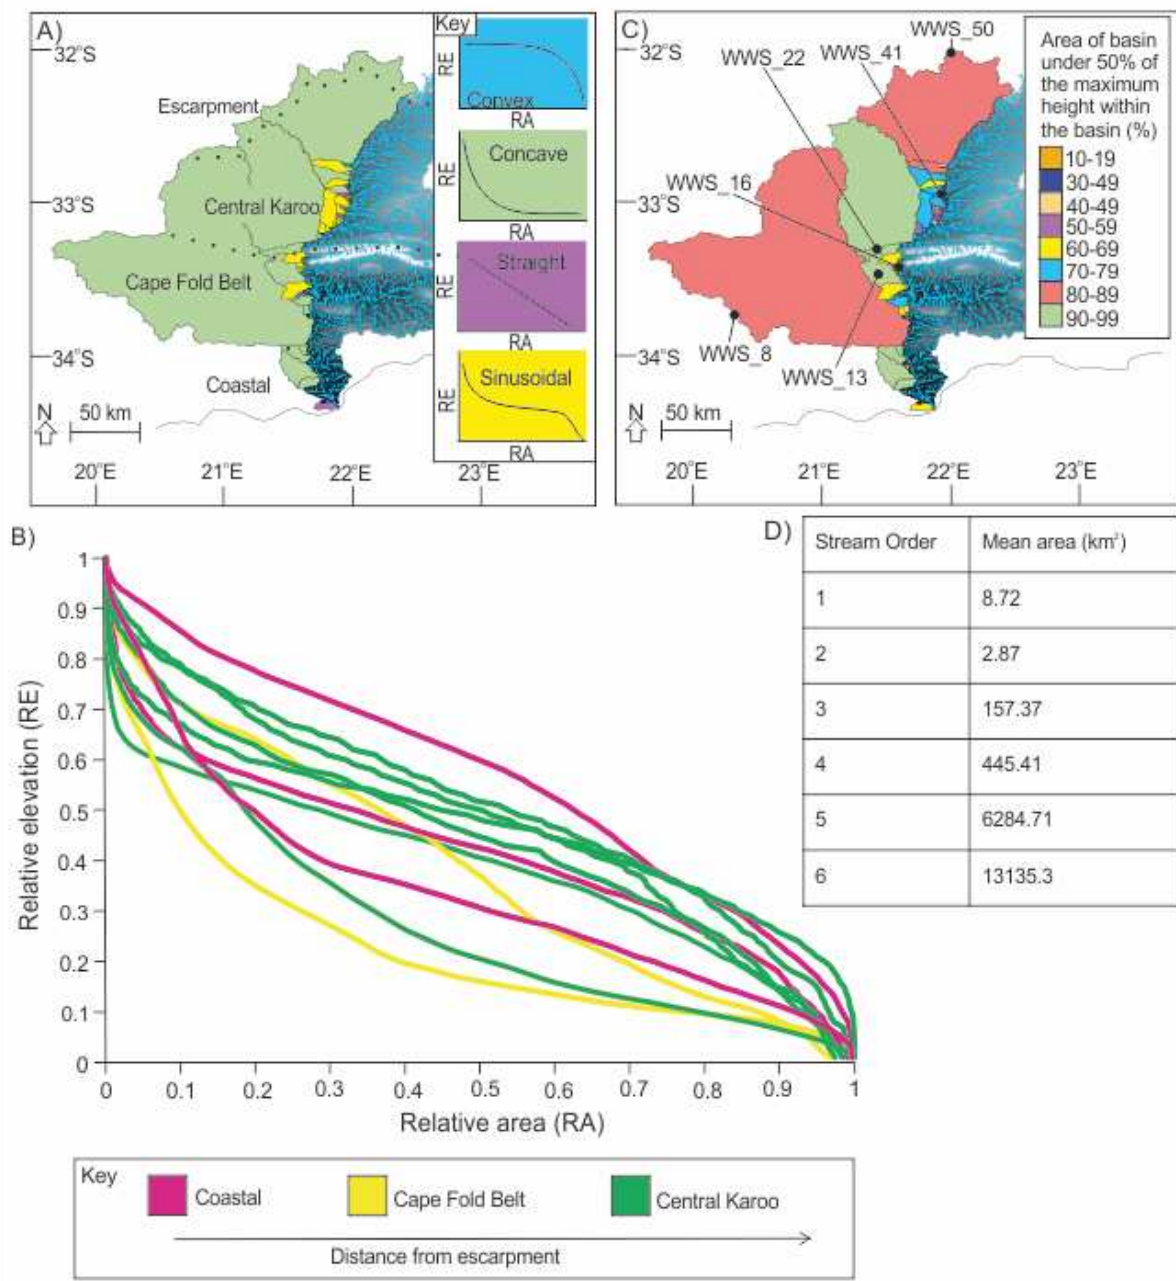 A)
32°S
33°S
34°S
Escarpment
Central Karoo
Cape Fold Belt
Coastal
N
50 km
20°E
21°E
22°E
23°E
Key
RE
Convex
RA
RE
Concave
RA
RE
Straight
RA
RE
Sinusoidal
RA
C)
32°S
33°S
34°S
WWS_50
WWS_41
WWS_22
WWS_16
WWS_8
WWS_13
N
50 km
20°E
21°E
22°E
23°E
Area of basin
under 50% of
the maximum
height within
the basin (%)
10-19
30-49
40-49
50-59
60-69
70-79
80-89
90-99
B)
Relative elevation (RE)
1
0.9
0.8
0.7
0.6
0.5
0.4
0.3
0.2
0.1
0
0 0.1 0.2 0.3 0.4 0.5 0.6 0.7 0.8 0.9 1
Relative area (RA)
D)
Stream Order Mean area (km²)
1 8.72
2 2.87
3 157.37
4 445.41
5 6284.71
6 13135.3
Key
Coastal Cape Fold Belt Central Karoo
Distance from escarpment